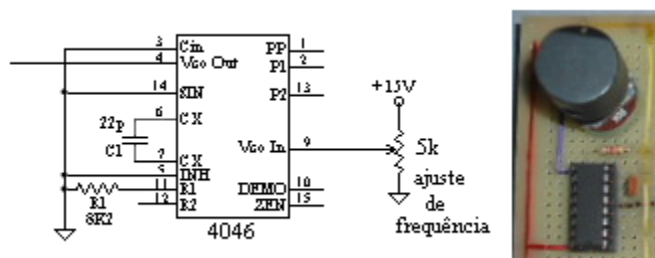 3 Cin PP 1
4 Vco Out P1 2
14 SIN P2 13
+15V
6 CX
22p
C1
Vco In 9
5k
7 CX
5 INH
11 R1 DEMO 10
12 R2 ZEN 15
R1
8K2
4046
ajuste
de
frequência